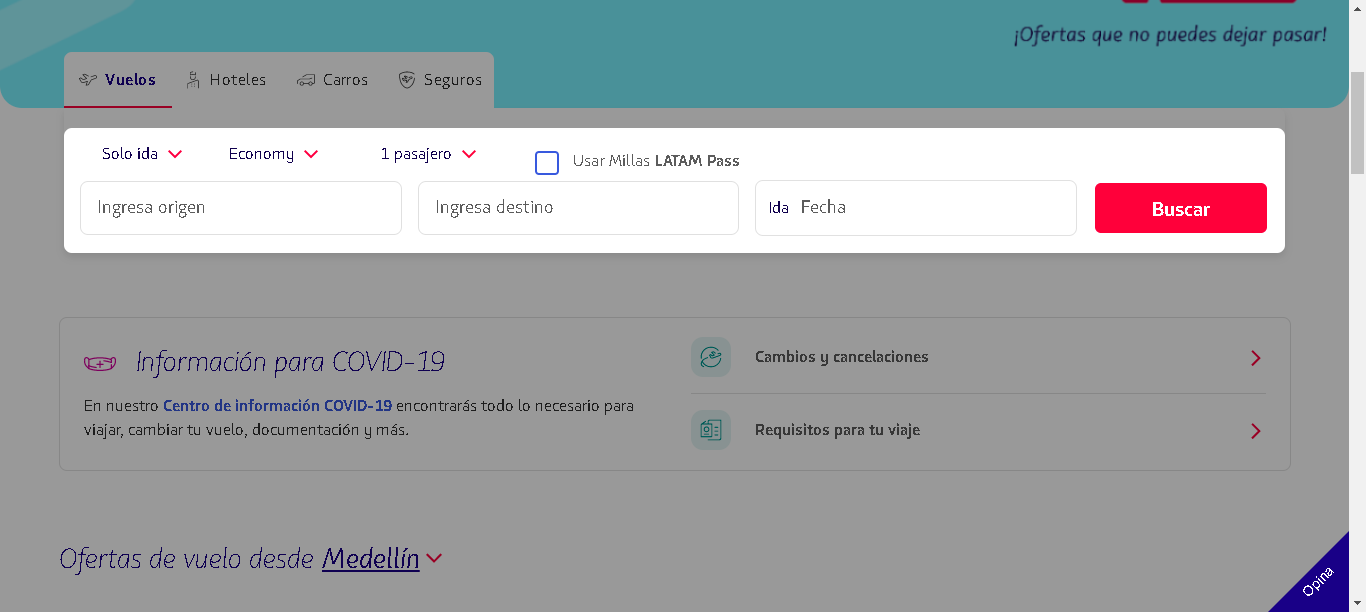 ¡Ofertas que no puedes dejar pasar!
Vuelos Hoteles Carros Seguros
Solo ida Economy 1 pasajero Usar Millas LATAM Pass
Ingresa origen Ingresa destino Ida Fecha Buscar
Información para COVID-19
En nuestro Centro de información COVID-19 encontrarás todo lo necesario para
viajar, cambiar tu vuelo, documentación y más.
Cambios y cancelaciones
Requisitos para tu viaje
Ofertas de vuelo desde Medellín
Opina